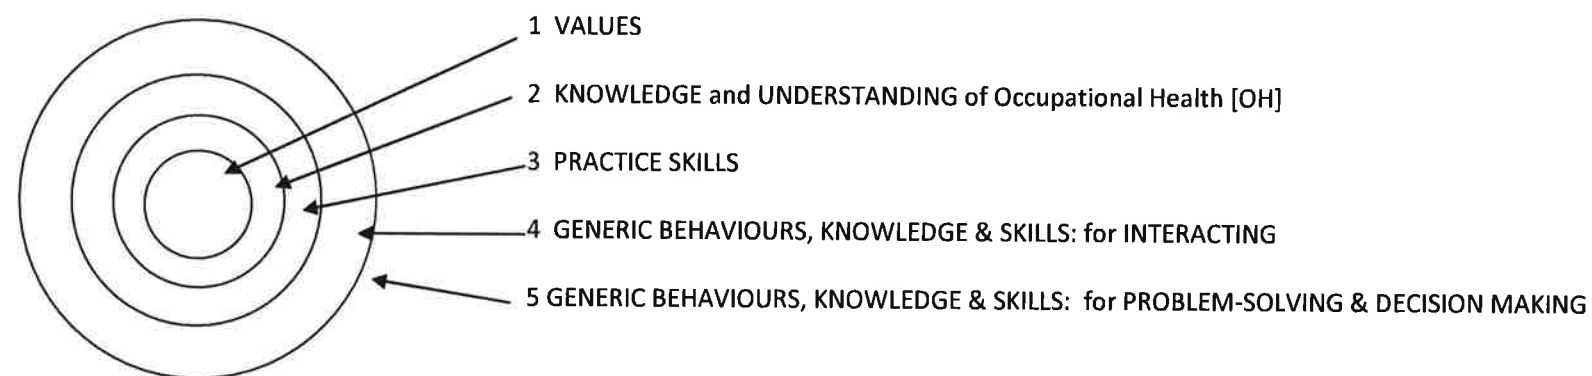 1 VALUES
2 KNOWLEDGE and UNDERSTANDING of Occupational Health [OH]
3 PRACTICE SKILLS
4 GENERIC BEHAVIOURS, KNOWLEDGE & SKILLS: for INTERACTING
5 GENERIC BEHAVIOURS, KNOWLEDGE & SKILLS: for PROBLEM-SOLVING & DECISION MAKING